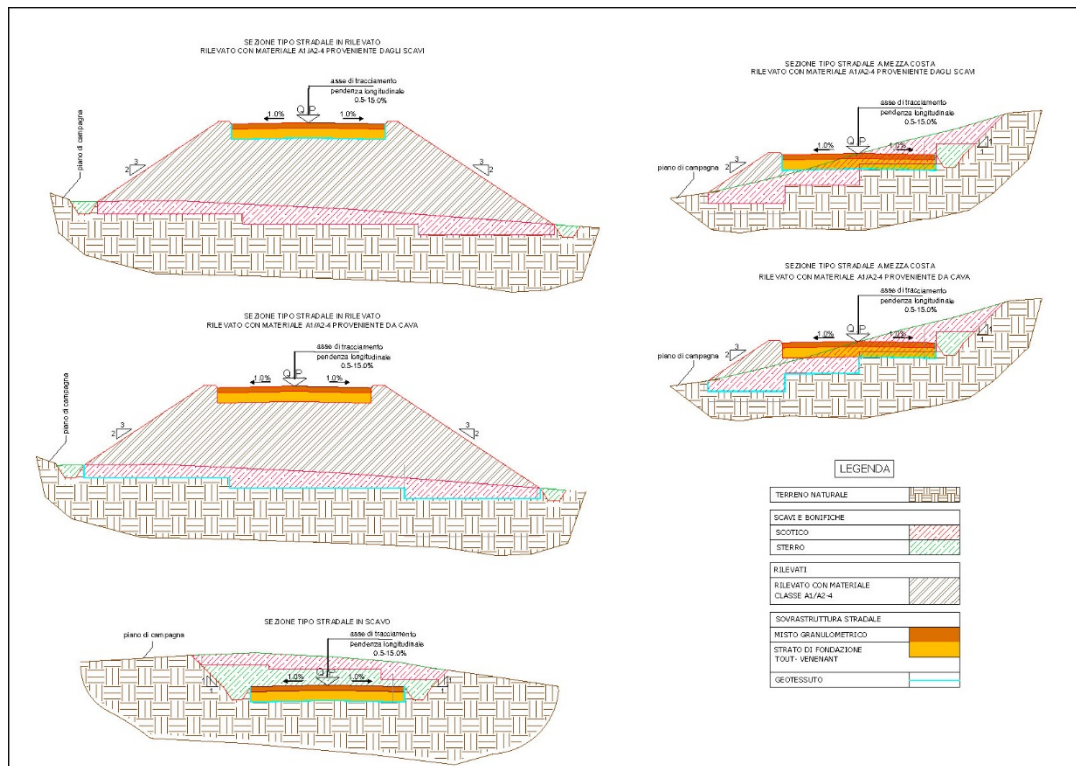 SEZIONE TIPO STRADALE IN RILEVATO
RILEVATO CON MATERIALE A1/A2-4 PROVENIENTE DAGLI SCAVI
asse di tracciamento
pendenza longitudinale
0.5-15.0%
1.0%
Q.P.
1.0%
piano di campagna
3
2
3
2
SEZIONE TIPO STRADALE IN RILEVATO
RILEVATO CON MATERIALE A1/A2-4 PROVENIENTE DA CAVA
asse di tracciamento
pendenza longitudinale
0.5-15.0%
1.0%
Q.P.
1.0%
piano di campagna
3
2
3
2
SEZIONE TIPO STRADALE IN SCAVO
piano di campagna
asse di tracciamento
pendenza longitudinale
0.5-15.0%
1.0%
1.0%
1
1
1
1
SEZIONE TIPO STRADALE A MEZZA COSTA
RILEVATO CON MATERIALE A1/A2-4 PROVENIENTE DAGLI SCAVI
asse di tracciamento
pendenza longitudinale
0.5-15.0%
1.0%
Q.P.
1.0%
piano di campagna
3
2
1
1
SEZIONE TIPO STRADALE A MEZZA COSTA
RILEVATO CON MATERIALE A1/A2-4 PROVENIENTE DA CAVA
asse di tracciamento
pendenza longitudinale
0.5-15.0%
1.0%
Q.P.
1.0%
piano di campagna
3
2
1
1
LEGENDA
TERRENO NATURALE
SCAVI E BONIFICHE
SCOTICO
STERRO
RILEVATI
RILEVATO CON MATERIALE
CLASSE A1/A2-4
SOVRASTRUTTURA STRADALE
MISTO GRANULOMETRICO
STRATO DI FONDAZIONE
TOUT- VENENANT
GEOTESSUTO